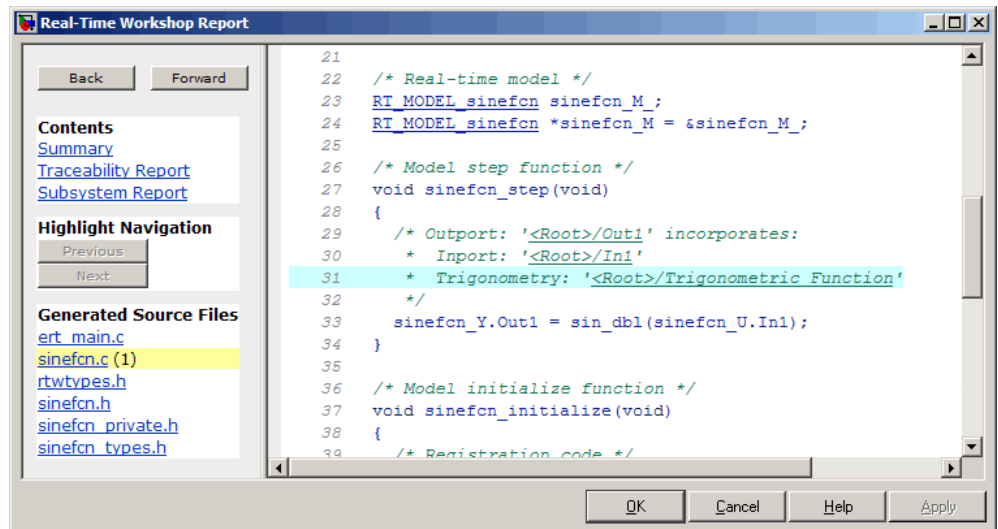 Real-Time Workshop Report
Back Forward
Contents
Summary
Traceability Report
Subsystem Report
Highlight Navigation
Previous
Next
Generated Source Files
ert_main.c
sinefcn.c (1)
rtwtypes.h
sinefcn.h
sinefcn_private.h
sinefcn_types.h
21
22 /* Real-time model */
23 RT_MODEL_sinefcn sinefcn_M_;
24 RT_MODEL_sinefcn *sinefcn_M = &sinefcn_M_;
25
26 /* Model step function */
27 void sinefcn_step(void)
28 {
29 /* Outport: '<Root>/Out1' incorporates:
30 * Inport: '<Root>/In1'
31 * Trigonometry: '<Root>/Trigonometric Function'
32 */
33 sinefcn_Y.Out1 = sin_dbl(sinefcn_U.In1);
34 }
35
36 /* Model initialize function */
37 void sinefcn_initialize(void)
38 {
39 /* Registration code */
OK Cancel Help Apply